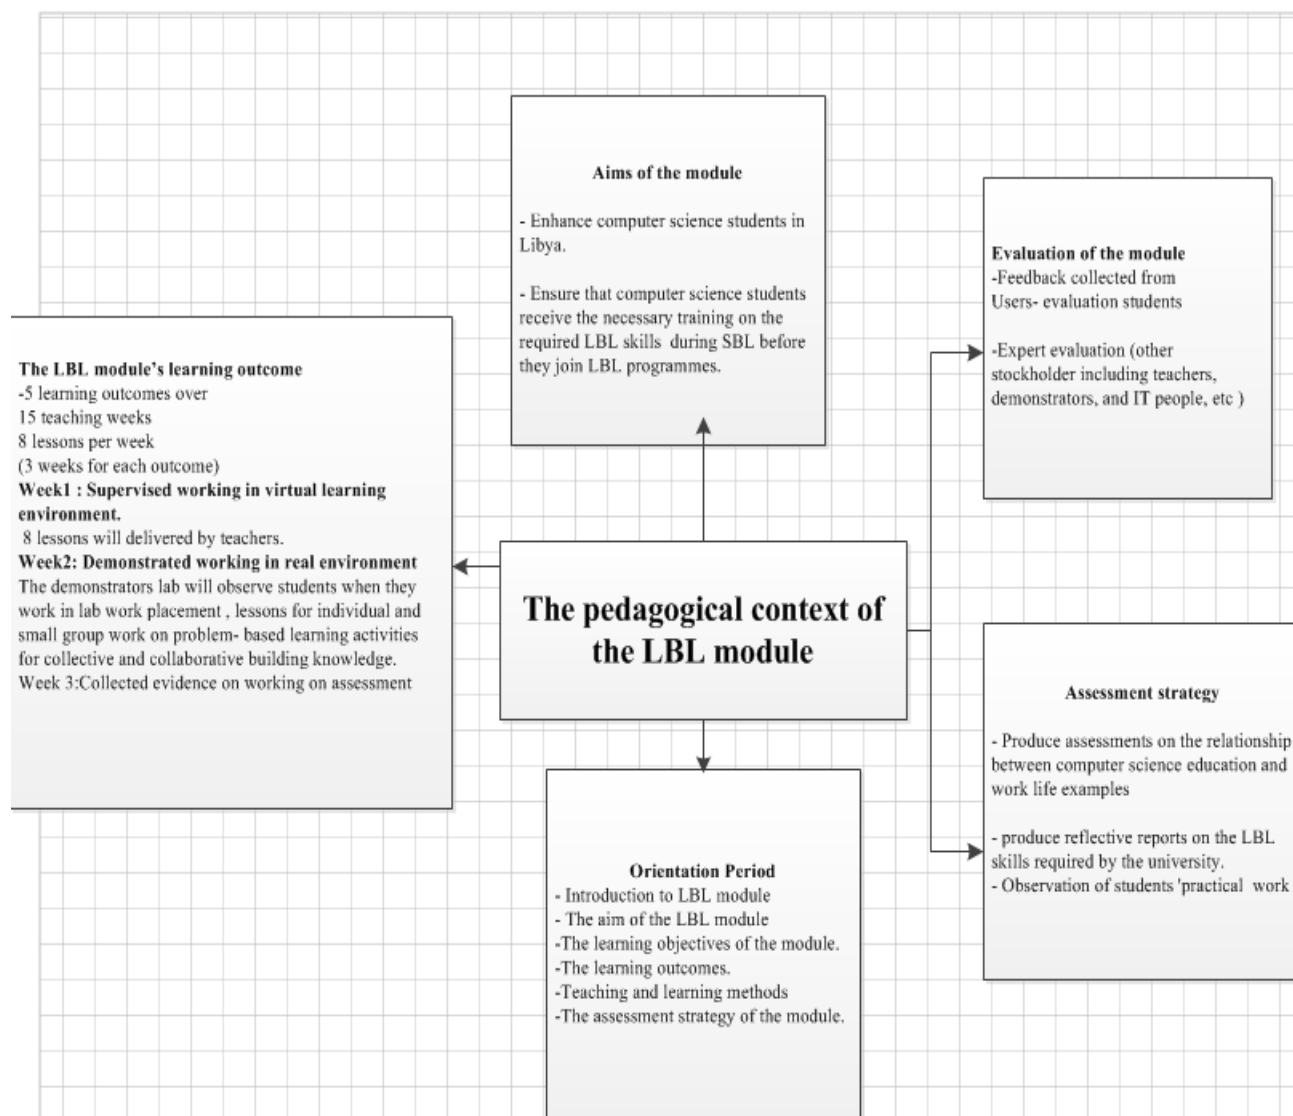 Aims of the module
- Enhance computer science students in
Libya.
- Ensure that computer science students
receive the necessary training on the
required LBL skills during SBL before
they join LBL programmes.
Evaluation of the module
-Feedback collected from
Users- evaluation students
-Expert evaluation (other
stockholder including teachers,
demonstrators, and IT people, etc )
The LBL module's learning outcome
-5 learning outcomes over
15 teaching weeks
8 lessons per week
(3 weeks for each outcome)
Week1 : Supervised working in virtual learning
environment.
8 lessons will delivered by teachers.
Week2: Demonstrated working in real environment
The demonstrators lab will observe students when they
work in lab work placement , lessons for individual and
small group work on problem- based learning activities
for collective and collaborative building knowledge.
Week 3:Collected evidence on working on assessment
The pedagogical context of
the LBL module
Assessment strategy
- Produce assessments on the relationship
between computer science education and
work life examples
- produce reflective reports on the LBL
skills required by the university.
- Observation of students 'practical work
Orientation Period
- Introduction to LBL module
- The aim of the LBL module
-The learning objectives of the module.
-The learning outcomes.
-Teaching and learning methods
-The assessment strategy of the module.